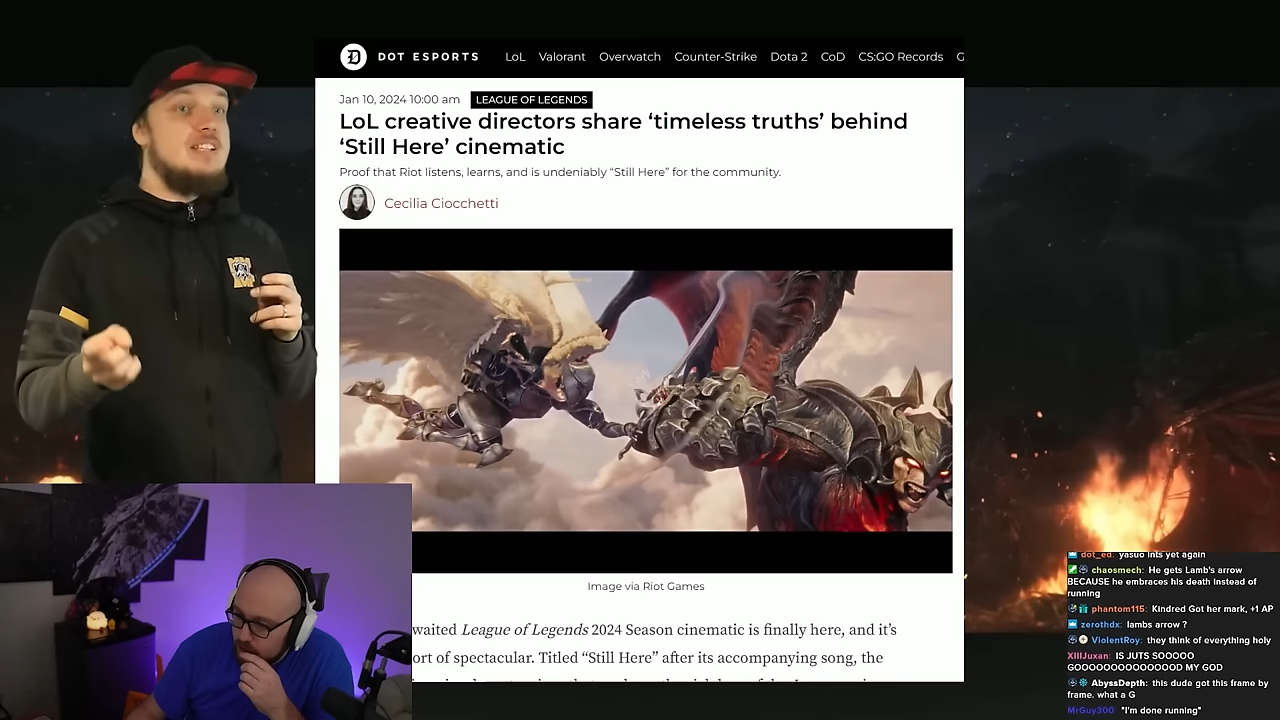 DOT ESPORTS
LoL Valorant Overwatch Counter-Strike Dota 2 CoD CS:GO Records G
Jan 10, 2024 10:00 am LEAGUE OF LEGENDS
LoL creative directors share ‘timeless truths’ behind
‘Still Here’ cinematic
Proof that Riot listens, learns, and is undeniably “Still Here” for the community.
Cecilia Ciocchetti
Image via Riot Games
waited League of Legends 2024 Season cinematic is finally here, and it’s
ort of spectacular. Titled “Still Here” after its accompanying song, the
dot_ed: yasuo ints yet again
chaosmech: He gets Lamb's arrow
BECAUSE he embraces his death instead of
running
phantom115: Kindred Got her mark, +1 AP
zerothdx: lambs arrow ?
ViolentRoy: they think of everything holy
XIIIJuxan: IS JUTS SOOOOO
GOOOOOOOOOOOOOOD MY GOD
AbyssDepth: this dude got this frame by
frame. what a G
MrGuy300: "I'm done running"